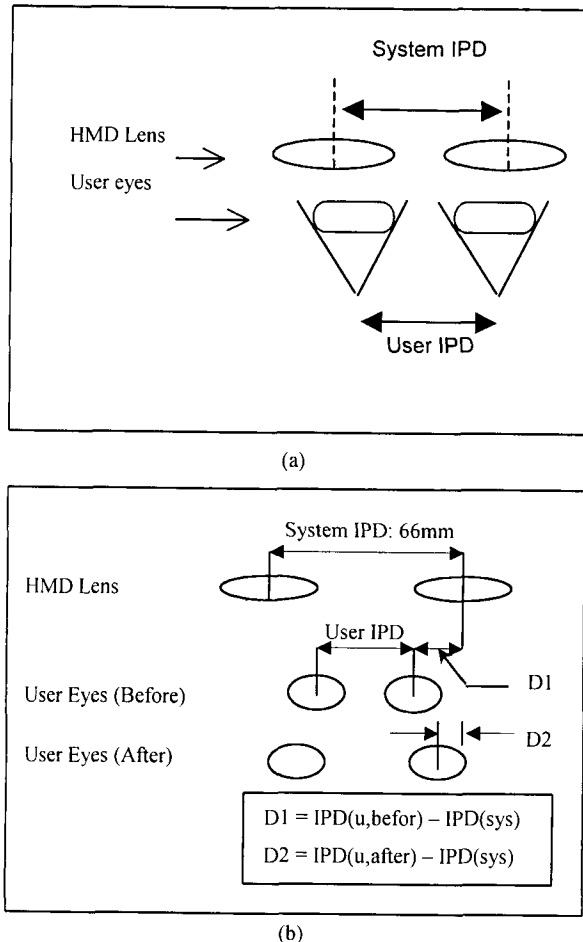 System IPD
HMD Lens
User eyes
User IPD
(a)
System IPD: 66mm
HMD Lens
User IPD
D1
User Eyes (Before)
D2
User Eyes (After)
D1 = IPD(u,befor) – IPD(sys)
D2 = IPD(u,after) – IPD(sys)
(b)